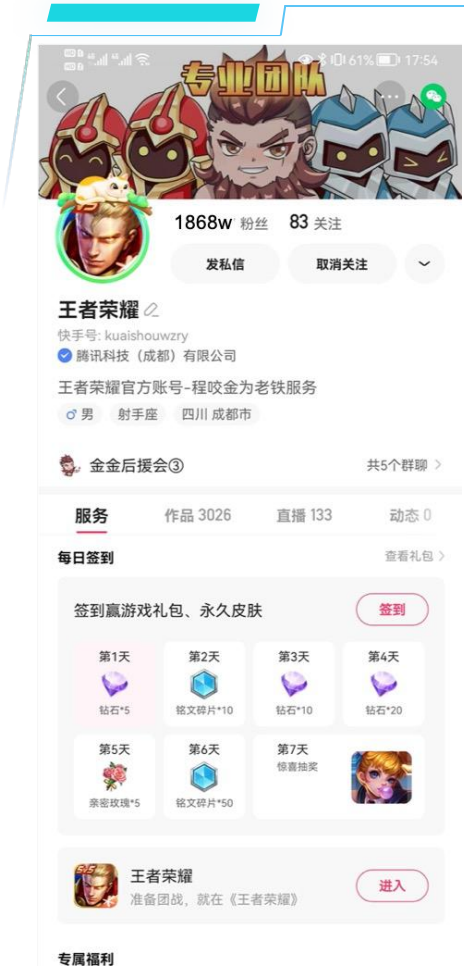 专业团队
61% 17:54
1868w 粉丝 83 关注
发私信 取消关注
王者荣耀
快手号: kuaishouwzry
腾讯科技（成都）有限公司
王者荣耀官方账号-程咬金为老铁服务
♂ 男 射手座 四川 成都市
金金后援会③ 共5个群聊
服务 作品 3026 直播 133 动态 0
每日签到 查看礼包
签到赢游戏礼包、永久皮肤 签到
第1天 第2天 第3天 第4天
钻石*5 铭文碎片*10 钻石*10 钻石*20
第5天 第6天 第7天
惊喜抽奖
亲密玫瑰*5 铭文碎片*50
王者荣耀
准备团战，就在《王者荣耀》 进入
专属福利